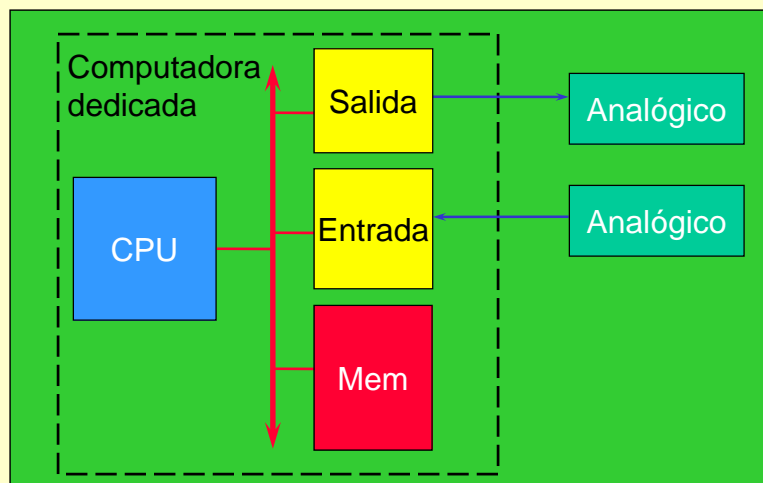 Computadora
dedicada
Salida
Analógico
Entrada
Analógico
CPU
Mem